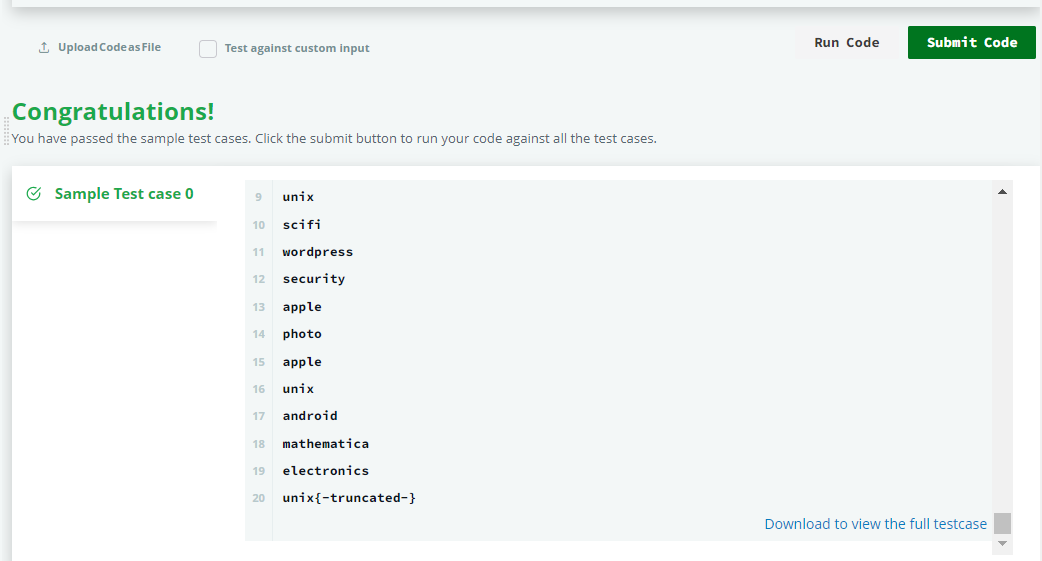 Upload Code as File
Test against custom input
Run Code
Submit Code
Congratulations!
You have passed the sample test cases. Click the submit button to run your code against all the test cases.
Sample Test case 0
9 unix
10 scifi
11 wordpress
12 security
13 apple
14 photo
15 apple
16 unix
17 android
18 mathematica
19 electronics
20 unix{-truncated-}
Download to view the full testcase